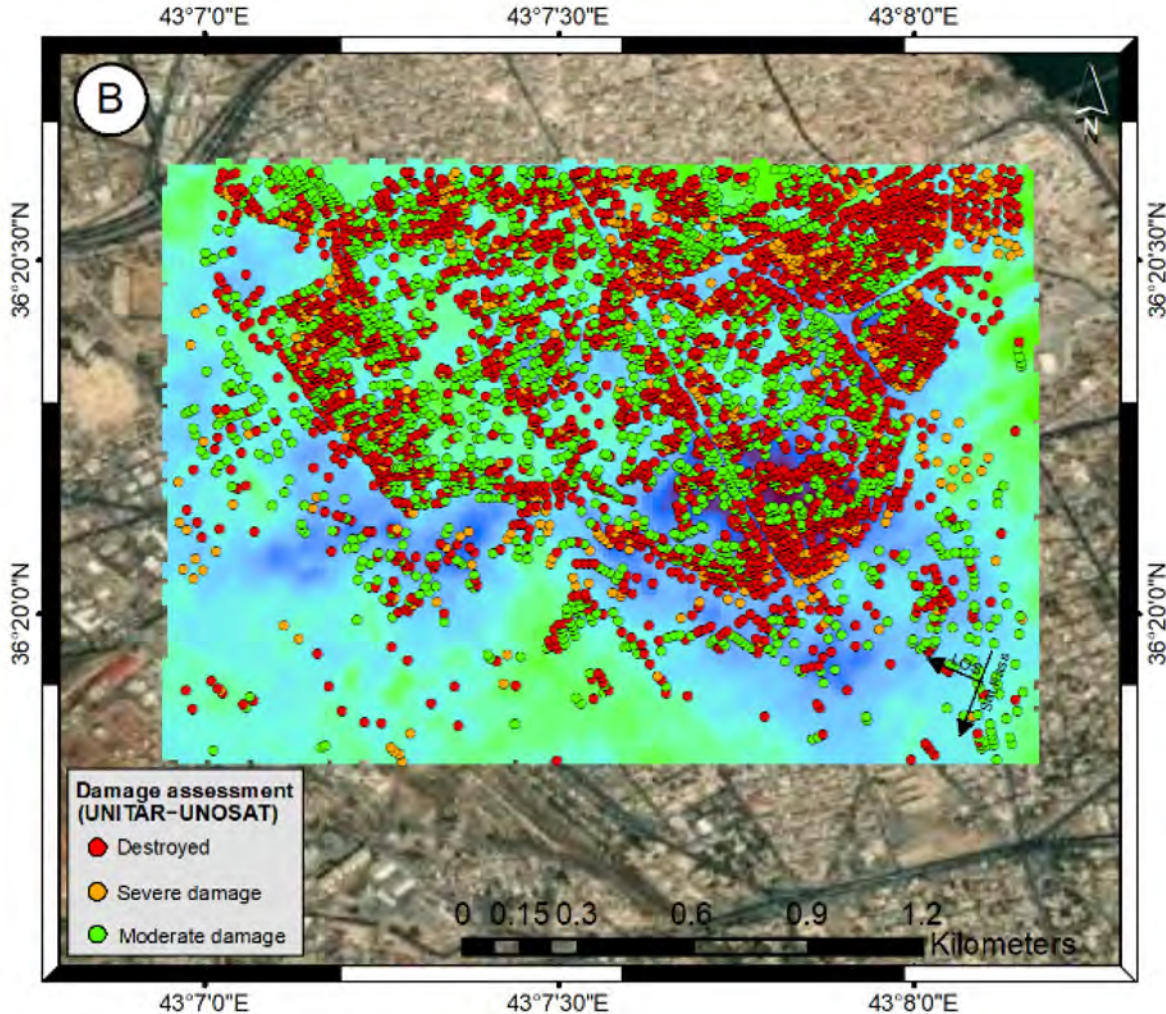 43°7'0"E 43°7'30"E 43°8'0"E
B
N
36°20'30"N 36°20'30"N
36°20'0"N 36°20'0"N
LOS
Damage assessment
(UNITAR-UNOSAT)
Destroyed
Severe damage
Moderate damage
0 0.15 0.3 0.6 0.9 1.2
Kilometers
43°7'0"E 43°7'30"E 43°8'0"E